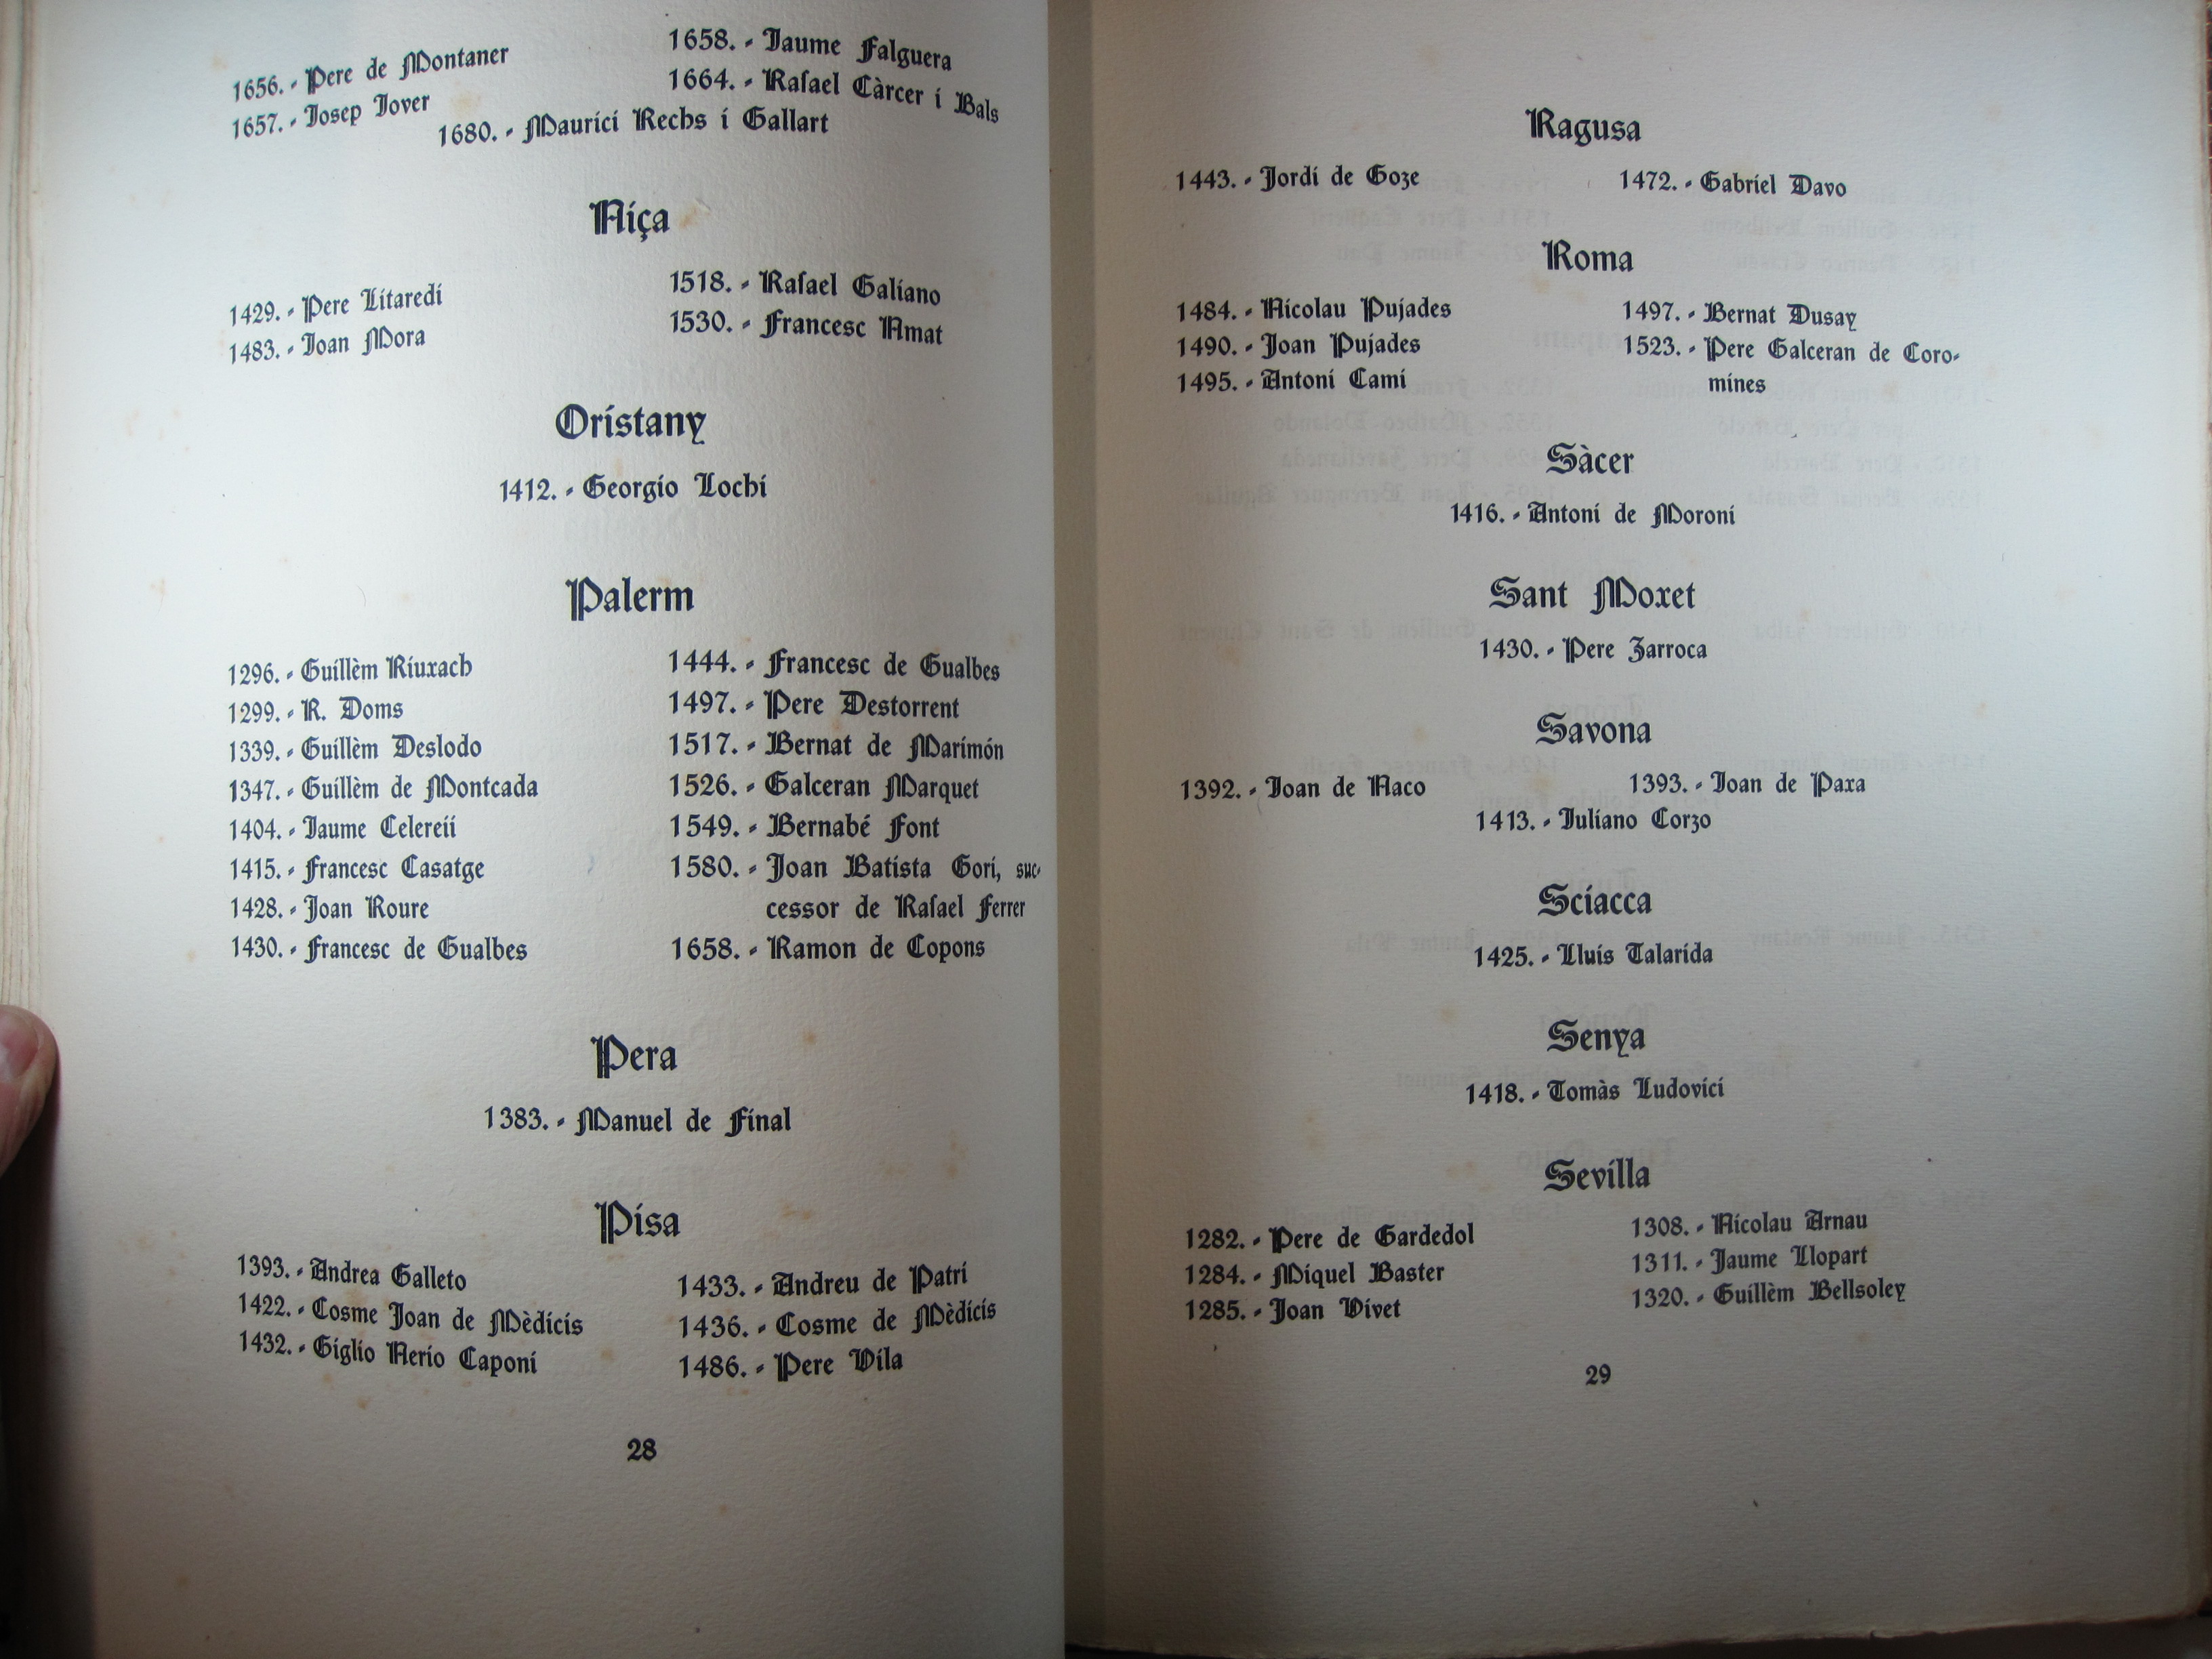 1656. - Pere de Montaner
1657. - Josep Jover
1658. - Jaume Falguera
1664. - Rafael Càrcer i Bals
1680. - Maurici Rechs i Gallart
Niça
1429. - Pere Litaredi
1483. - Joan Mora
1518. - Rafael Galiano
1530. - Francesc Amat
Oristany
1412. - Georgio Lochi
Palerm
1296. - Guillèm Riuxach
1299. - R. Doms
1339. - Guillèm Deslodo
1347. - Guillèm de Montcada
1404. - Jaume Celereii
1415. - Francesc Casatge
1428. - Joan Roure
1430. - Francesc de Gualbes
1444. - Francesc de Gualbes
1497. - Pere Destorrent
1517. - Bernat de Marimón
1526. - Galceran Marquet
1549. - Bernabé Font
1580. - Joan Batista Gori, suc-
cessor de Rafael Ferrer
1658. - Ramon de Copons
Pera
1383. - Manuel de Final
Pisa
1393. - Andrea Galleto
1422. - Cosme Joan de Mèdicis
1432. - Giglio Nerio Caponi
1433. - Andreu de Patri
1436. - Cosme de Mèdicis
1486. - Pere Vila
28
Ragusa
1443. - Jordi de Goze
1472. - Gabriel Davo
Roma
1484. - Nicolau Pujades
1490. - Joan Pujades
1495. - Antoni Cami
1497. - Bernat Dusay
1523. - Pere Galceran de Coro-
mines
Sàcer
1416. - Antoni de Moroni
Sant Moxet
1430. - Pere Zarroca
Savona
1392. - Joan de Naco
1393. - Joan de Paxa
1413. - Juliano Corzo
Sciacca
1425. - Lluis Talarida
Senya
1418. - Tomàs Ludovici
Sevilla
1282. - Pere de Gardedol
1284. - Miquel Baster
1285. - Joan Vivet
1308. - Nicolau Arnau
1311. - Jaume Llopart
1320. - Guillèm Bellsoley
29